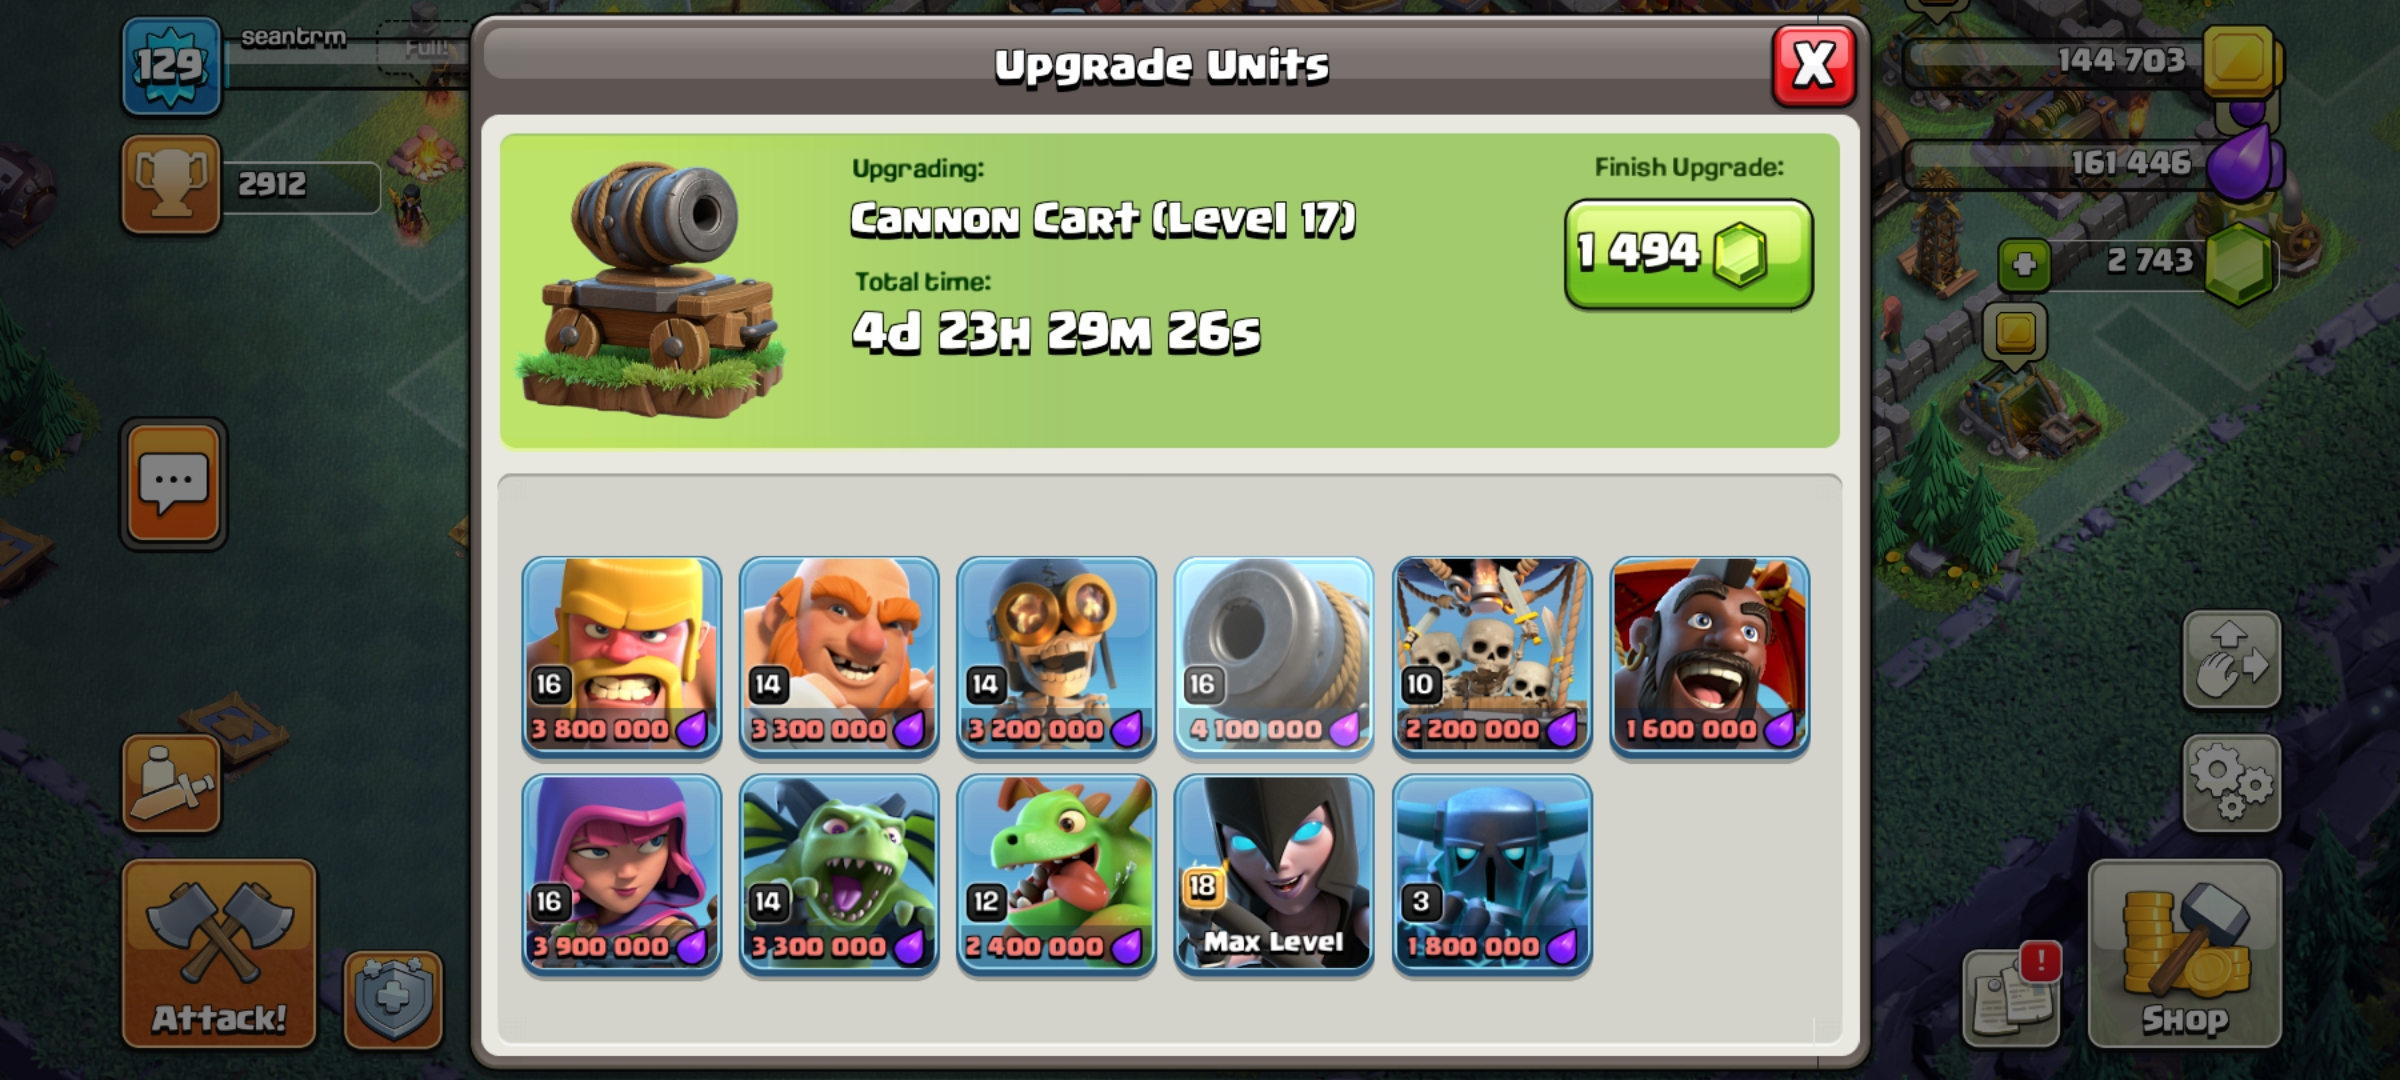 129
seantrm
Full!
2912
Upgrade Units
X
144 703
161 446
2 743
Upgrading:
Cannon Cart (Level 17)
Total time:
4d 23H 29M 26s
Finish Upgrade:
1 494
16
3 800 000
14
3 300 000
14
3 200 000
16
4 100 000
10
2 200 000
1 600 000
16
3 900 000
14
3 300 000
12
2 400 000
18
Max Level
3
1 800 000
Attack!
!
Shop